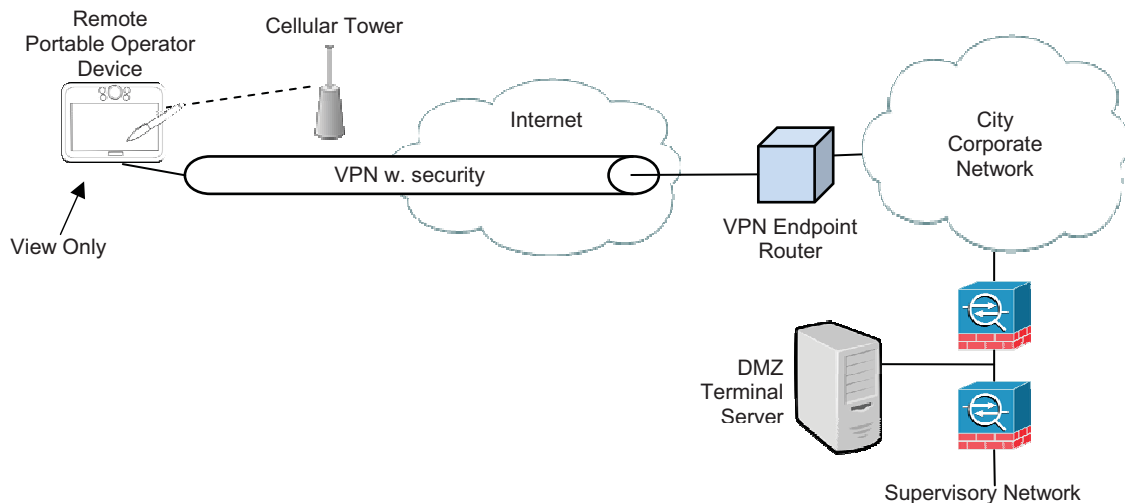 Remote
Portable Operator
Device
Cellular Tower
Internet
City
Corporate
Network
VPN w. security
VPN Endpoint
Router
View Only
DMZ
Terminal
Server
Supervisory Network